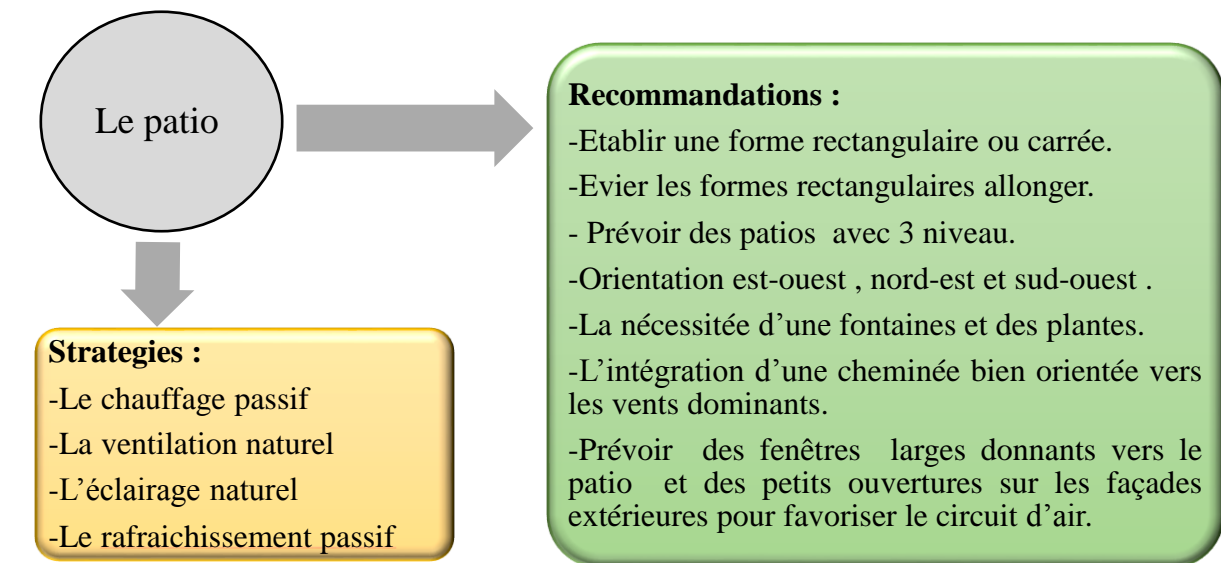 Le patio
Recommandations :
-Etablir une forme rectangulaire ou carrée.
-Evier les formes rectangulaires allonger.
- Prévoir des patios avec 3 niveau.
-Orientation est-ouest , nord-est et sud-ouest .
-La nécessitée d’une fontaines et des plantes.
-L’intégration d’une cheminée bien orientée vers
les vents dominants.
-Prévoir des fenêtres larges donnants vers le
patio et des petits ouvertures sur les façades
extérieures pour favoriser le circuit d’air.
Strategies :
-Le chauffage passif
-La ventilation naturel
-L’éclairage naturel
-Le rafraichissement passif